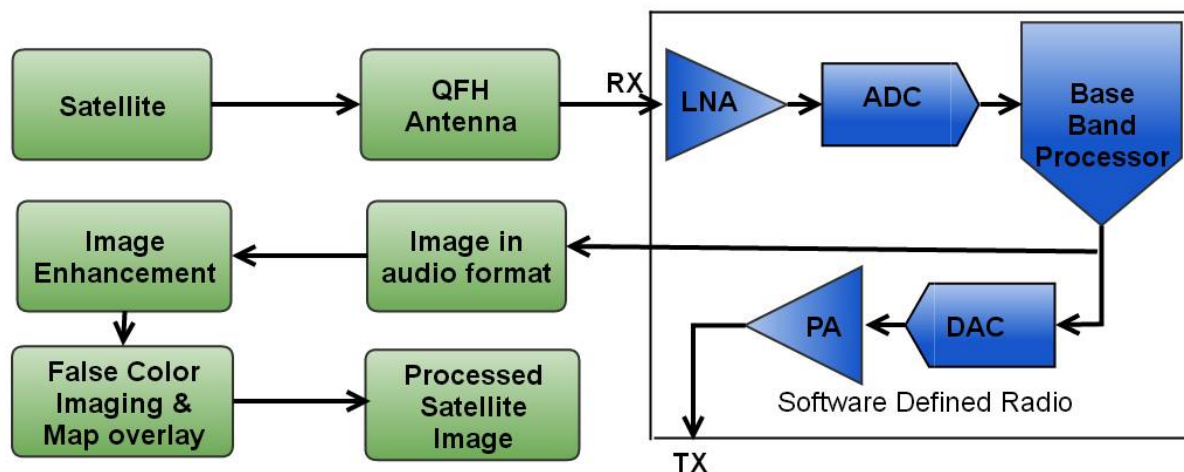 Satellite
QFH
Antenna
RX
LNA
ADC
Base
Band
Processor
Image
Enhancement
Image in
audio format
PA
DAC
False Color
Imaging &
Map overlay
Processed
Satellite
Image
Software Defined Radio
TX